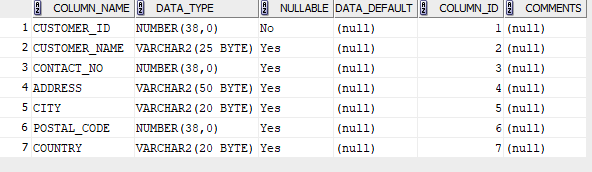 COLUMN_NAME DATA_TYPE NULLABLE DATA_DEFAULT COLUMN_ID COMMENTS
1 CUSTOMER_ID NUMBER(38,0) No (null) 1 (null)
2 CUSTOMER_NAME VARCHAR2(25 BYTE) Yes (null) 2 (null)
3 CONTACT_NO NUMBER(38,0) Yes (null) 3 (null)
4 ADDRESS VARCHAR2(50 BYTE) Yes (null) 4 (null)
5 CITY VARCHAR2(20 BYTE) Yes (null) 5 (null)
6 POSTAL_CODE NUMBER(38,0) Yes (null) 6 (null)
7 COUNTRY VARCHAR2(20 BYTE) Yes (null) 7 (null)